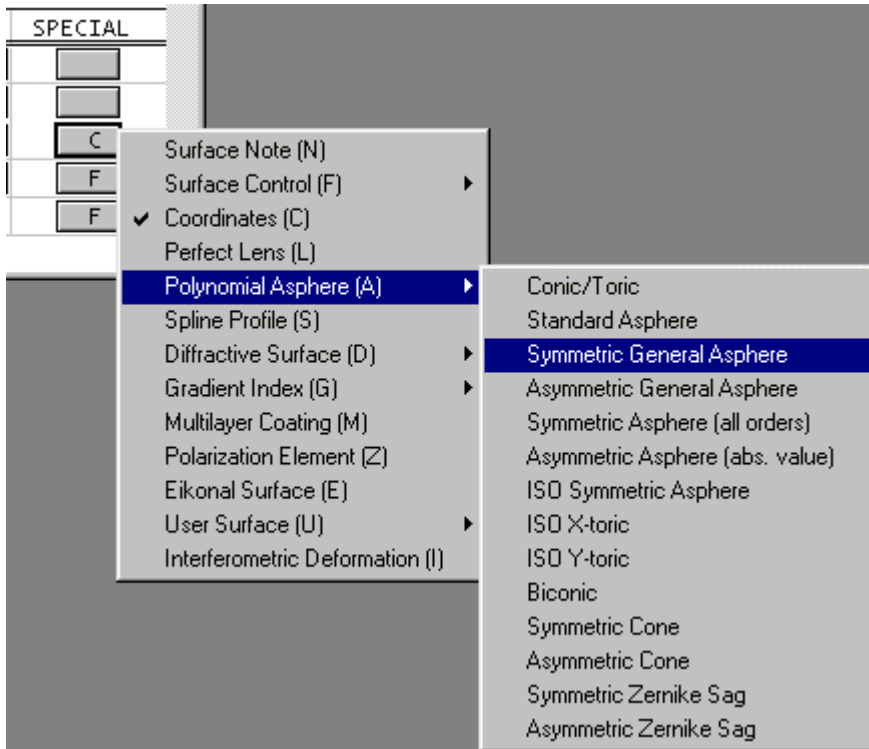 SPECIAL
C
F
F
Surface Note (N)
Surface Control (F)
Coordinates (C)
Perfect Lens (L)
Polynomial Asphere (A)
Spline Profile (S)
Diffractive Surface (D)
Gradient Index (G)
Multilayer Coating (M)
Polarization Element (Z)
Eikonal Surface (E)
User Surface (U)
Interferometric Deformation (I)
Conic/Toric
Standard Asphere
Symmetric General Asphere
Asymmetric General Asphere
Symmetric Asphere (all orders)
Asymmetric Asphere (abs. value)
ISO Symmetric Asphere
ISO X-toric
ISO Y-toric
Biconic
Symmetric Cone
Asymmetric Cone
Symmetric Zernike Sag
Asymmetric Zernike Sag